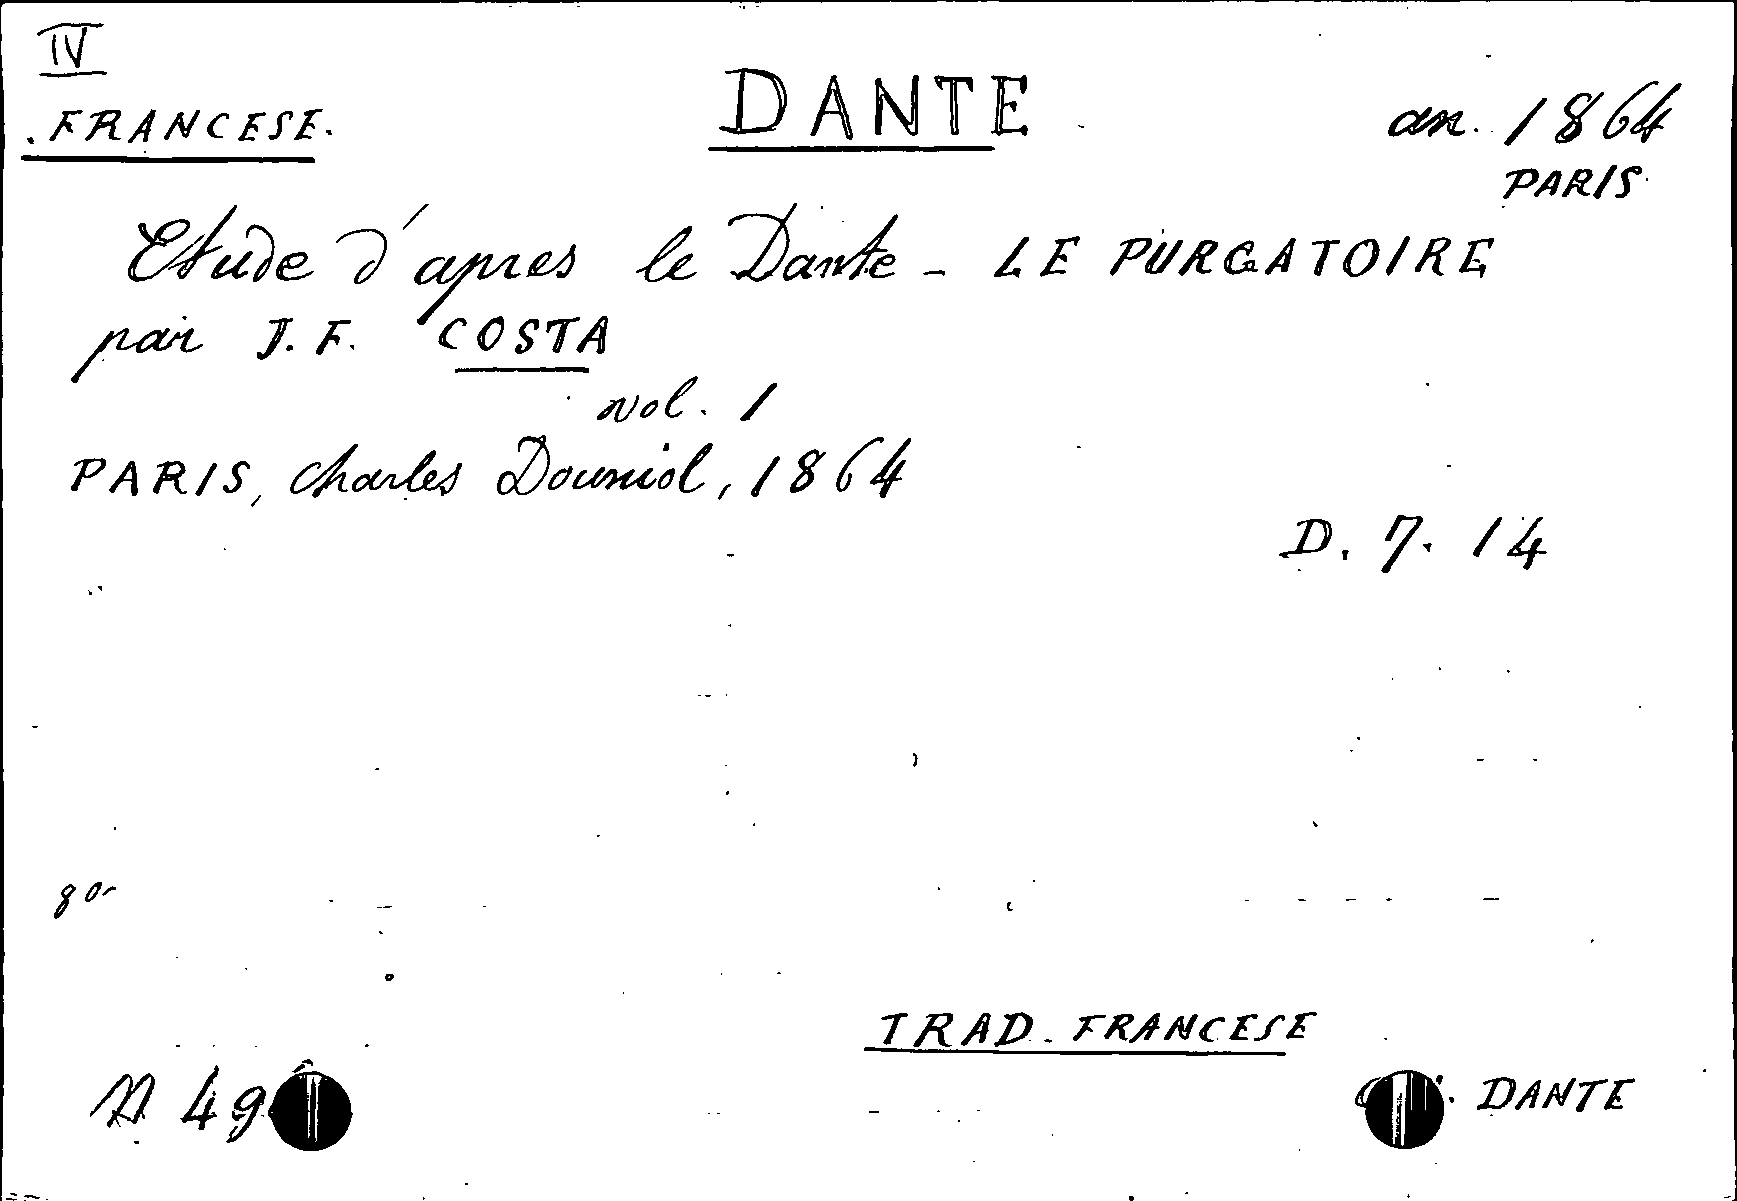 IV
. FRANCESE.
DANTE
an. 1864
PARIS
Etude d'apres le Dante - LE PURGATOIRE
par J. F. COSTA
vol. 1
PARIS, Charles Douniol, 1864
D. 7. 14
TRAD. FRANCESE
49
DANTE